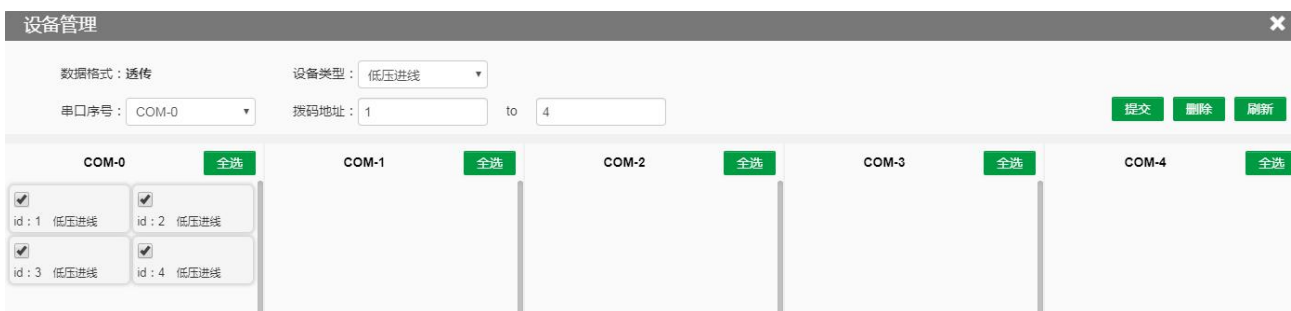 设备管理
数据格式：透传 设备类型： 低压进线
串口序号： COM-0 拨码地址： 1 to 4 提交 删除 刷新
COM-0 全选 COM-1 全选 COM-2 全选 COM-3 全选 COM-4 全选
id：1 低压进线 id：2 低压进线
id：3 低压进线 id：4 低压进线